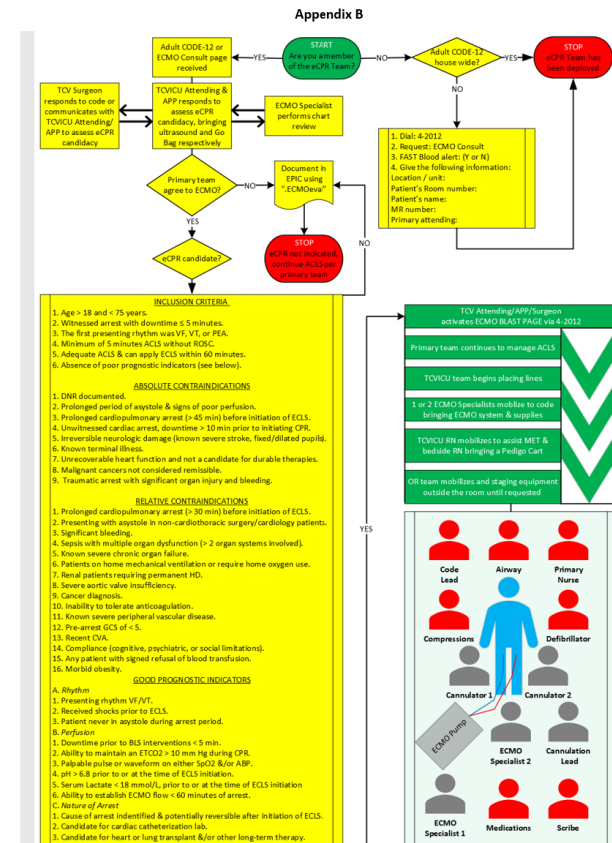 Appendix B
START
Are you a member
of the eCPR Team?
YES
NO
Adult CODE-12 or
ECMO Consult page
received
Adult CODE-12
house wide?
YES
NO
STOP
eCPR Team has
been deployed
TCV Surgeon
responds to code or
communicates with
TCVICU Attending/
APP to assess eCPR
candidacy
TCVICU Attending &
APP responds to
assess eCPR
candidacy, bringing
ultrasound and Go
Bag respectively
ECMO Specialist
performs chart
review
1. Dial: 4-2012
2. Request: ECMO Consult
3. FAST Blood alert: (Y or N)
4. Give the following information:
Location / unit:
Patient's Room number:
Patient's name:
MR number:
Primary attending:
Primary team
agree to ECMO?
NO
YES
Document in
EPIC using
".ECMOeval"
NO
STOP
eCPR not indicated,
continue ACLS per
primary team
eCPR candidate?
INCLUSION CRITERIA
1. Age > 18 and < 75 years.
2. Witnessed arrest with downtime ≤ 5 minutes.
3. The first presenting rhythm was VF, VT, or PEA.
4. Minimum of 5 minutes ACLS without ROSC.
5. Adequate ACLS & can apply ECLS within 60 minutes.
6. Absence of poor prognostic indicators (see below).
ABSOLUTE CONTRAINDICATIONS
1. DNR documented.
2. Prolonged period of asystole & signs of poor perfusion.
3. Prolonged cardiopulmonary arrest (> 45 min) before initiation of ECLS.
4. Unwitnessed cardiac arrest, downtime > 10 min prior to initiating CPR.
5. Irreversible neurologic damage (known severe stroke, fixed/dilated pupils).
6. Known terminal illness.
7. Unrecoverable heart function and not a candidate for durable therapies.
8. Malignant cancers not considered remissible.
9. Traumatic arrest with significant organ injury and bleeding.
RELATIVE CONTRAINDICATIONS
1. Prolonged cardiopulmonary arrest (> 30 min) before initiation of ECLS.
2. Presenting with asystole in non-cardiothoracic surgery/cardiology patients.
3. Significant bleeding.
4. Sepsis with multiple organ dysfunction (> 2 organ systems involved).
5. Known severe chronic organ failure.
6. Patients on home mechanical ventilation or require home oxygen use.
7. Renal patients requiring permanent HD.
8. Severe aortic valve insufficiency.
9. Cancer diagnosis.
10. Inability to tolerate anticoagulation.
11. Known severe peripheral vascular disease.
12. Pre-arrest GCS of < 5.
13. Recent CVA.
14. Compliance (cognitive, psychiatric, or social limitations).
15. Any patient with signed refusal of blood transfusion.
16. Morbid obesity.
GOOD PROGNOSTIC INDICATORS
A. Rhythm
1. Presenting rhythm VF/VT.
2. Received shocks prior to ECLS.
3. Patient never in asystole during arrest period.
B. Perfusion
1. Downtime prior to BLS interventions < 5 min.
2. Ability to maintain an ETCO2 > 10 mm Hg during CPR.
3. Palpable pulse or waveform on either SpO2 &/or ABP.
4. pH > 6.8 prior to or at the time of ECLS initiation.
5. Serum Lactate < 18 mmol/L, prior to or at the time of ECLS initiation
6. Ability to establish ECMO flow < 60 minutes of arrest.
C. Nature of Arrest
1. Cause of arrest indentified & potentially reversible after initiation of ECLS.
2. Candidate for cardiac catheterization lab.
3. Candidate for heart or lung transplant &/or other long-term therapy.
YES
TCV Attending/APP/Surgeon
activates ECMO BLAST PAGE via 4-2012
Primary team continues to manage ACLS
TCVICU team begins placing lines
1 or 2 ECMO Specialists moblize to code
bringing ECMO system & supplies
TCVICU RN mobilizes to assist MET &
bedside RN bringing a Pedigo Cart
OR team mobilizes and staging equipment
outside the room until requested
Code
Lead
Airway
Primary
Nurse
Compressions
Defibrillator
Cannulator 1
Cannulator 2
ECMO Pump
ECMO
Specialist 2
Cannulation
Lead
ECMO
Specialist 1
Medications
Scribe